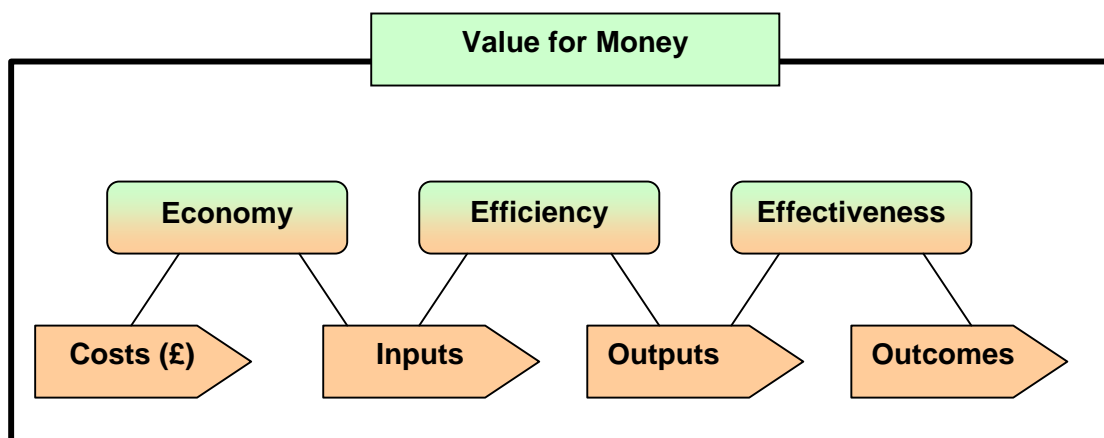 Value for Money
Economy
Efficiency
Effectiveness
Costs (£)
Inputs
Outputs
Outcomes